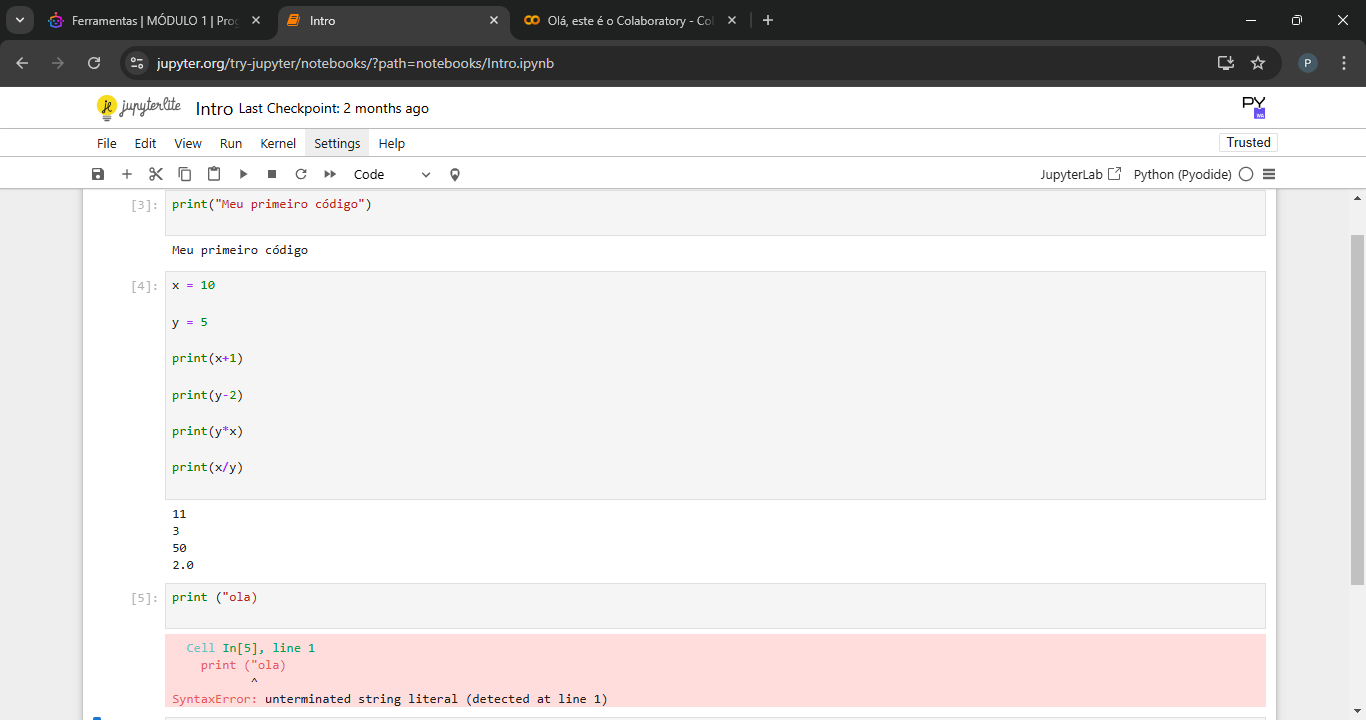 Ferramentas | MÓDULO 1 | Prog
Intro
Olá, este é o Colaboratory - Col
jupyter.org/try-jupyter/notebooks/?path=notebooks/Intro.ipynb
P
jupyterlite
Intro Last Checkpoint: 2 months ago
PY
File Edit View Run Kernel Settings Help
Trusted
Code
JupyterLab Python (Pyodide)
[3]: print("Meu primeiro código")
Meu primeiro código
[4]: x = 10
y = 5
print(x+1)
print(y-2)
print(y*x)
print(x/y)
11
3
50
2.0
[5]: print ("ola)
Cell In[5], line 1
print ("ola)
^
SyntaxError: unterminated string literal (detected at line 1)